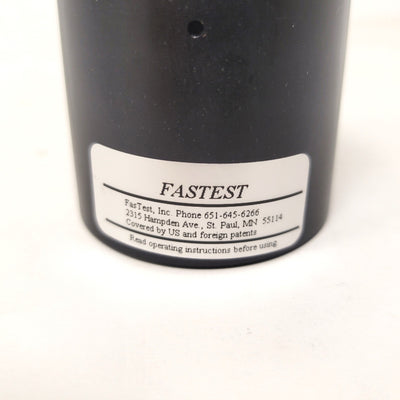 FASTEST
FasTest, Inc. Phone 651-645-6266
2315 Hampden Ave., St. Paul, MN 55114
Covered by US and foreign patents
Read operating instructions before using